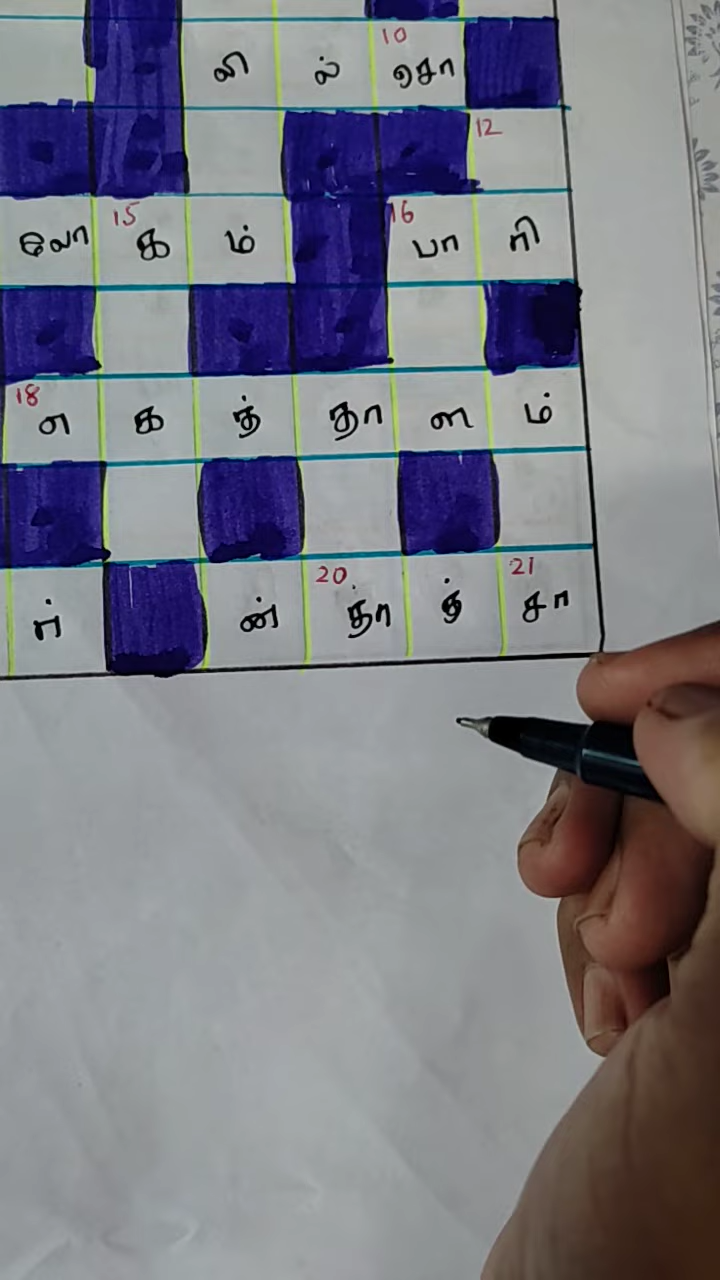 10
லி ல் சொ
12
15 16
லோ க ம் பா ரி
18
எ க த் தா ள ம்
20 21
ர் ன் தா த் சா